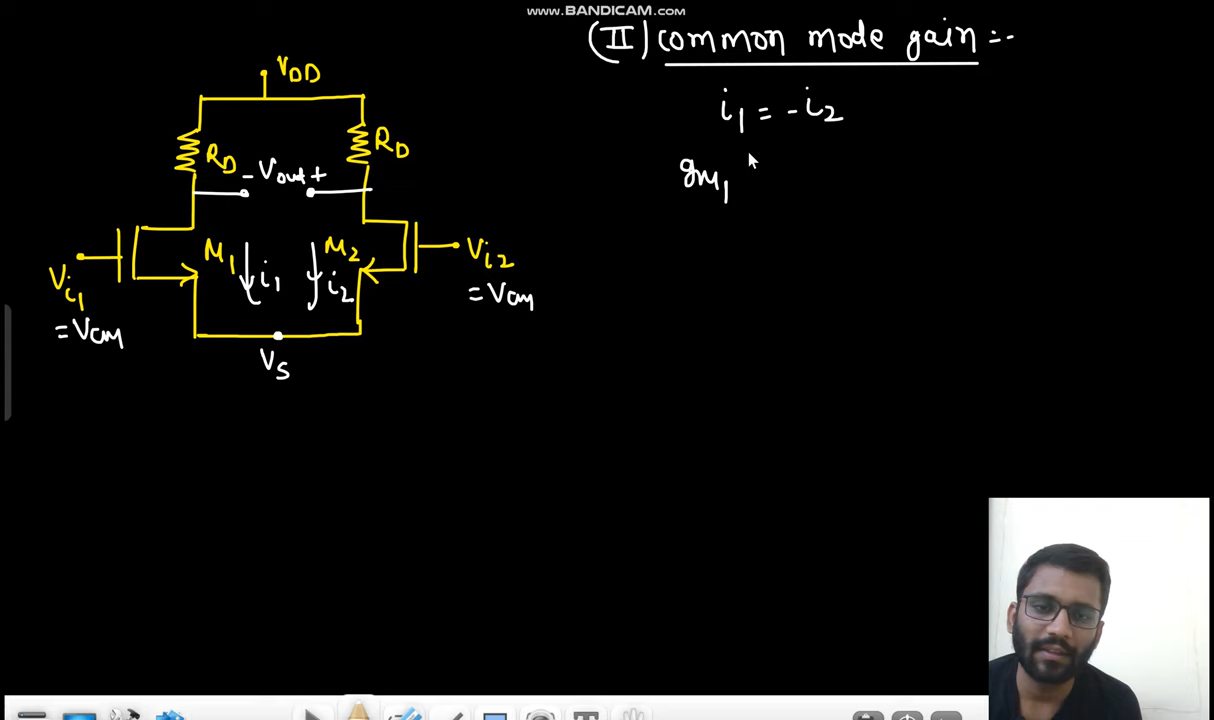 www.BANDICAM.com
(II) common mode gain :-
i1 = -i2
gm1
VDD
RD
RD
- Vout +
M1
M2
i1
i2
Vi1
= VCM
Vi2
= VCM
VS